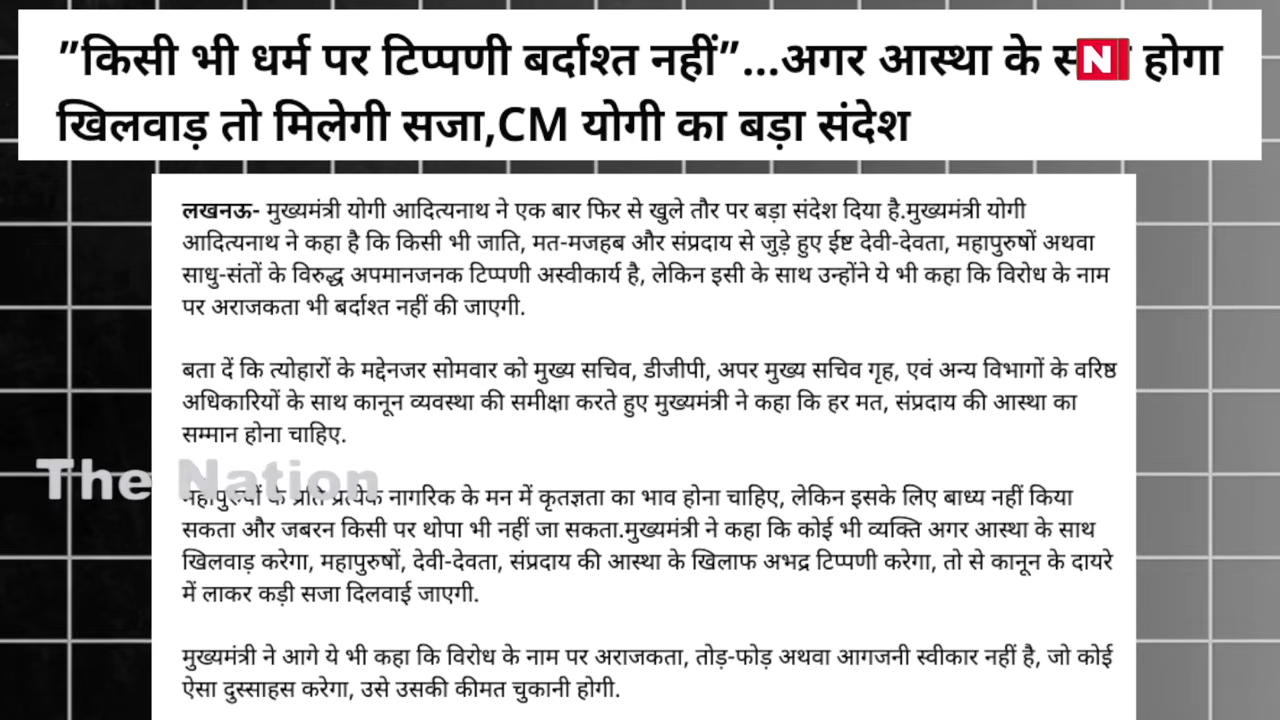 ”किसी भी धर्म पर टिप्पणी बर्दाश्त नहीं”...अगर आस्था के N होगा
खिलवाड़ तो मिलेगी सजा,CM योगी का बड़ा संदेश
लखनऊ- मुख्यमंत्री योगी आदित्यनाथ ने एक बार फिर से खुले तौर पर बड़ा संदेश दिया है.मुख्यमंत्री योगी
आदित्यनाथ ने कहा है कि किसी भी जाति, मत-मजहब और संप्रदाय से जुड़े हुए ईष्ट देवी-देवता, महापुरुषों अथवा
साधु-संतों के विरुद्ध अपमानजनक टिप्पणी अस्वीकार्य है, लेकिन इसी के साथ उन्होंने ये भी कहा कि विरोध के नाम
पर अराजकता भी बर्दाश्त नहीं की जाएगी.
बता दें कि त्योहारों के मद्देनजर सोमवार को मुख्य सचिव, डीजीपी, अपर मुख्य सचिव गृह, एवं अन्य विभागों के वरिष्ठ
अधिकारियों के साथ कानून व्यवस्था की समीक्षा करते हुए मुख्यमंत्री ने कहा कि हर मत, संप्रदाय की आस्था का
सम्मान होना चाहिए.
The Nation
महापुरुषों के प्रति प्रत्येक नागरिक के मन में कृतज्ञता का भाव होना चाहिए, लेकिन इसके लिए बाध्य नहीं किया
सकता और जबरन किसी पर थोपा भी नहीं जा सकता.मुख्यमंत्री ने कहा कि कोई भी व्यक्ति अगर आस्था के साथ
खिलवाड़ करेगा, महापुरुषों, देवी-देवता, संप्रदाय की आस्था के खिलाफ अभद्र टिप्पणी करेगा, तो से कानून के दायरे
में लाकर कड़ी सजा दिलवाई जाएगी.
मुख्यमंत्री ने आगे ये भी कहा कि विरोध के नाम पर अराजकता, तोड़-फोड़ अथवा आगजनी स्वीकार नहीं है, जो कोई
ऐसा दुस्साहस करेगा, उसे उसकी कीमत चुकानी होगी.